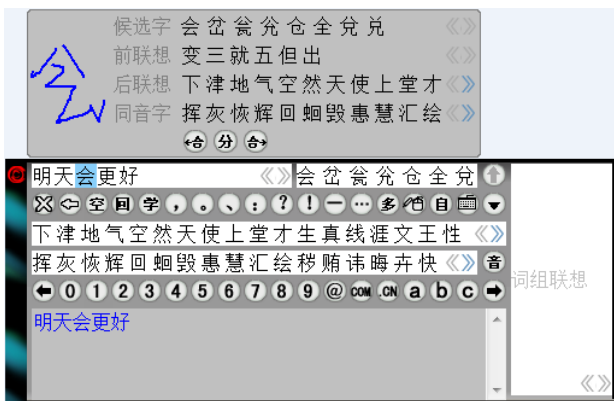 候选字 会岔瓮兊仓全兌兑
前联想 变三就五但出
后联想 下津地气空然天使上堂才
同音字 挥灰恢辉回蛔毁惠慧汇绘
合 分 合
会
明天会更好 会岔瓮兊仓全
空 回 学 , 。 、 : ? ! 一 … 多 自
下津地气空然天使上堂才生真线涯文王性
挥灰恢辉回蛔毁惠慧汇绘秽贿讳晦卉快 音
0 1 2 3 4 5 6 7 8 9 @ COM .CN a b c
词组联想
明天会更好